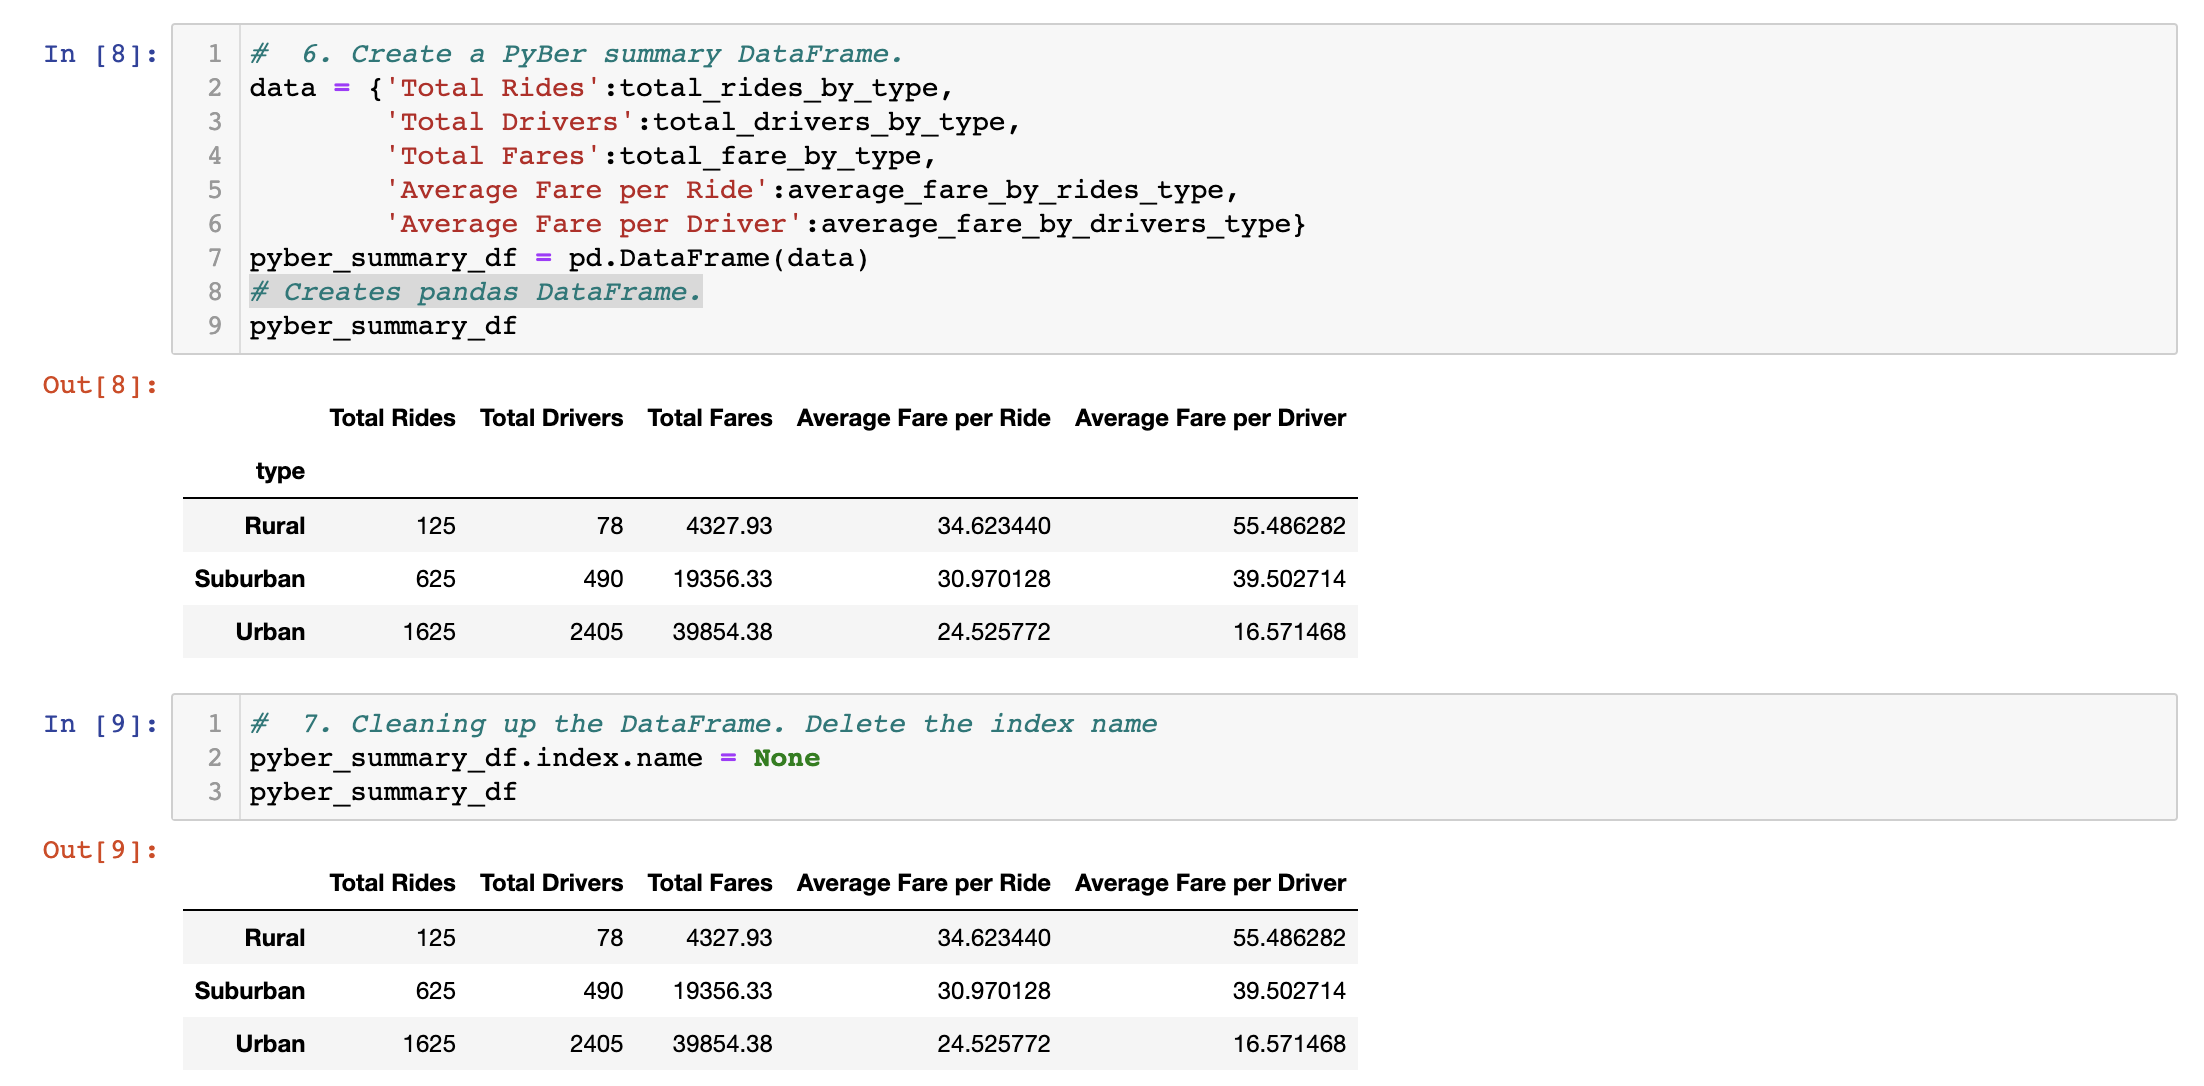 In [8]:
1 #  6. Create a PyBer summary DataFrame.
2 data = {'Total Rides':total_rides_by_type,
3         'Total Drivers':total_drivers_by_type,
4         'Total Fares':total_fare_by_type,
5         'Average Fare per Ride':average_fare_by_rides_type,
6         'Average Fare per Driver':average_fare_by_drivers_type}
7 pyber_summary_df = pd.DataFrame(data)
8 # Creates pandas DataFrame.
9 pyber_summary_df
Out[8]:
Total Rides Total Drivers Total Fares Average Fare per Ride Average Fare per Driver
type
Rural 125 78 4327.93 34.623440 55.486282
Suburban 625 490 19356.33 30.970128 39.502714
Urban 1625 2405 39854.38 24.525772 16.571468
In [9]:
1 #  7. Cleaning up the DataFrame. Delete the index name
2 pyber_summary_df.index.name = None
3 pyber_summary_df
Out[9]:
Total Rides Total Drivers Total Fares Average Fare per Ride Average Fare per Driver
Rural 125 78 4327.93 34.623440 55.486282
Suburban 625 490 19356.33 30.970128 39.502714
Urban 1625 2405 39854.38 24.525772 16.571468